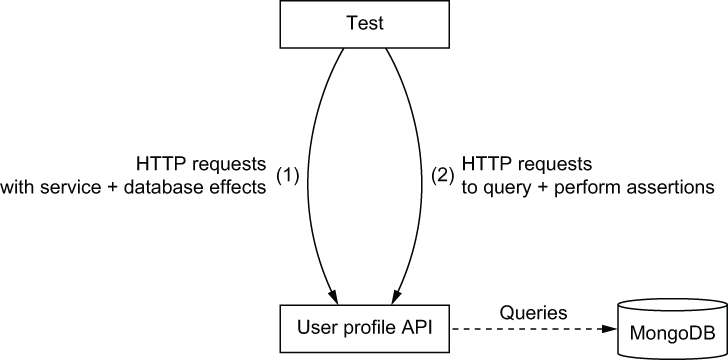 Test
HTTP requests
with service + database effects
(1)
(2)
HTTP requests
to query + perform assertions
User profile API
Queries
MongoDB